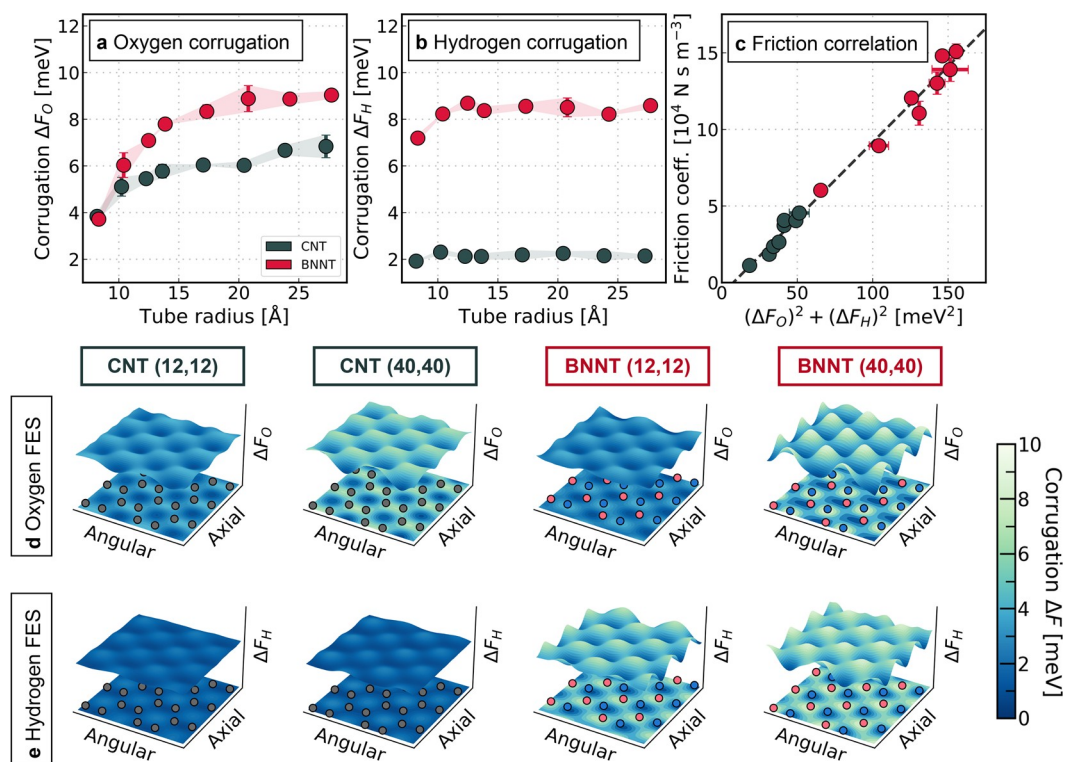 a Oxygen corrugation
Corrugation ΔF_O [meV]
12
10
8
6
4
2
10 15 20 25
Tube radius [Å]
CNT
BNNT
b Hydrogen corrugation
Corrugation ΔF_H [meV]
12
10
8
6
4
2
10 15 20 25
Tube radius [Å]
c Friction correlation
Friction coeff. [10⁴ N s m⁻³]
15
10
5
0
0 50 100 150
(ΔF_O)² + (ΔF_H)² [meV²]
CNT (12,12)
CNT (40,40)
BNNT (12,12)
BNNT (40,40)
d Oxygen FES
ΔF_O
Angular
Axial
ΔF_O
Angular
Axial
ΔF_O
Angular
Axial
ΔF_O
Angular
Axial
e Hydrogen FES
ΔF_H
Angular
Axial
ΔF_H
Angular
Axial
ΔF_H
Angular
Axial
ΔF_H
Angular
Axial
10
8
6
4
2
0
Corrugation ΔF [meV]